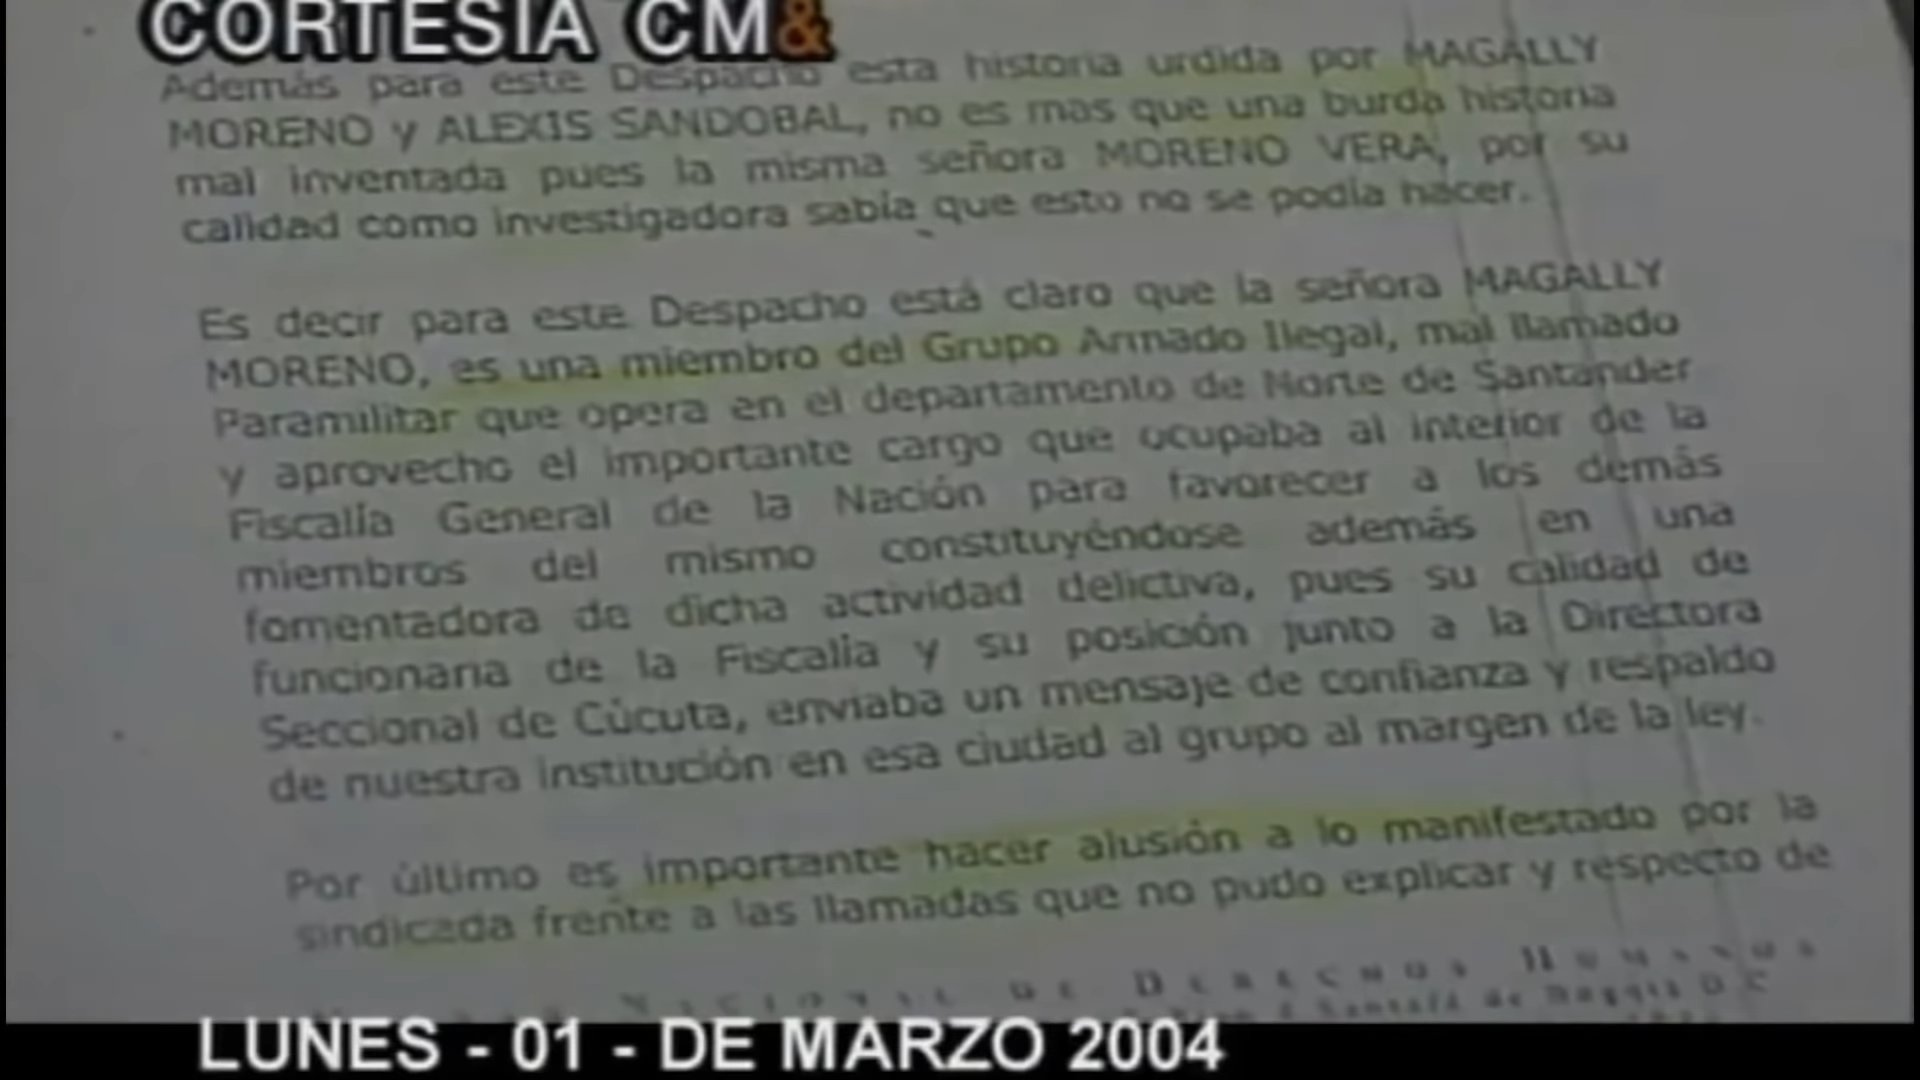 CORTESÍA CM&
Además para este Despacho esta historia urdida por MAGALLY
MORENO y ALEXIS SANDOBAL, no es mas que una burda historia
mal inventada pues la misma señora MORENO VERA, por su
calidad como investigadora sabía que esto no se podía hacer.
Es decir para este Despacho está claro que la señora MAGALLY
MORENO, es una miembro del Grupo Armado Ilegal, mal llamado
Paramilitar que opera en el departamento de Norte de Santander
y aprovecho el importante cargo que ocupaba al interior de la
Fiscalía General de la Nación para favorecer a los demás
miembros del mismo constituyéndose además en una
fomentadora de dicha actividad delictiva, pues su calidad de
funcionaria de la Fiscalía y su posición junto a la Directora
Seccional de Cúcuta, enviaba un mensaje de confianza y respaldo
de nuestra institución en esa ciudad al grupo al margen de la ley.
Por último es importante hacer alusión a lo manifestado por la
sindicada frente a las llamadas que no pudo explicar y respecto de
DE DERECHOS HUMANOS
LUNES - 01 - DE MARZO 2004